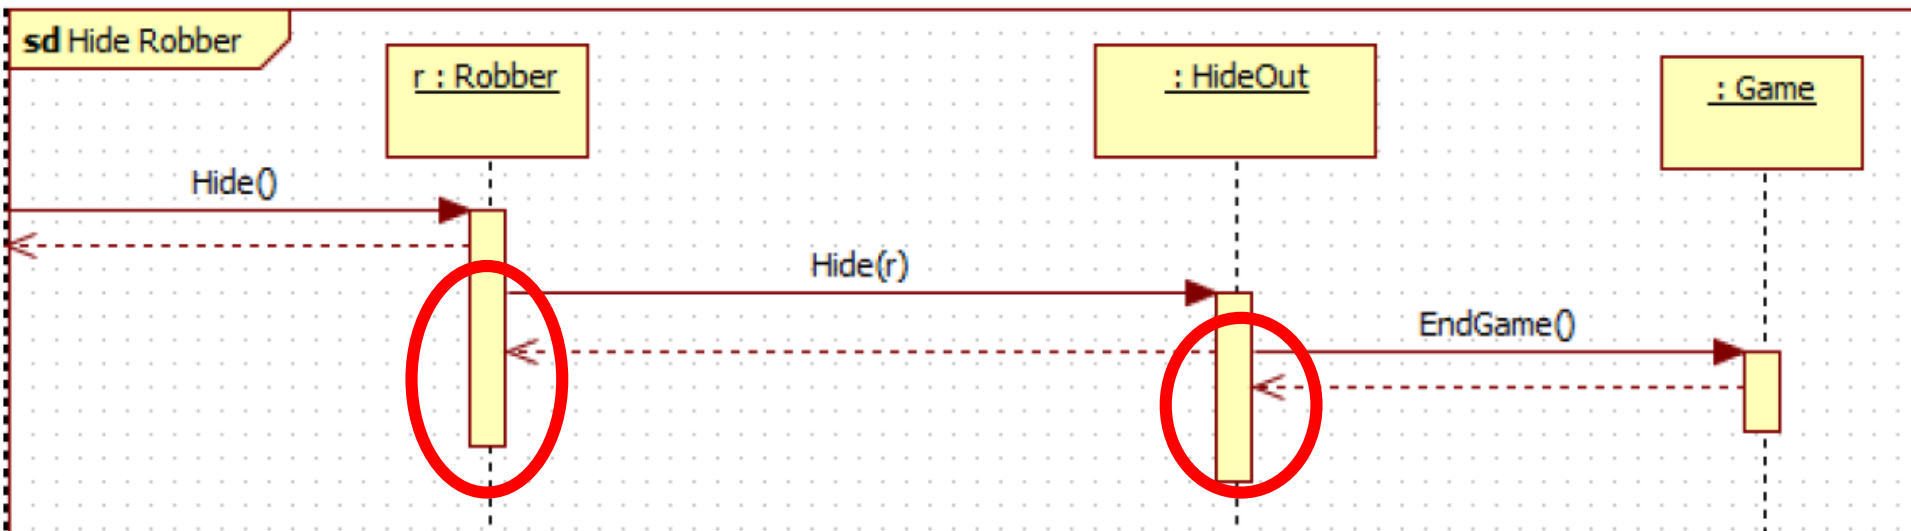 sd Hide Robber
r : Robber
: HideOut
: Game
Hide()
Hide(r)
EndGame()